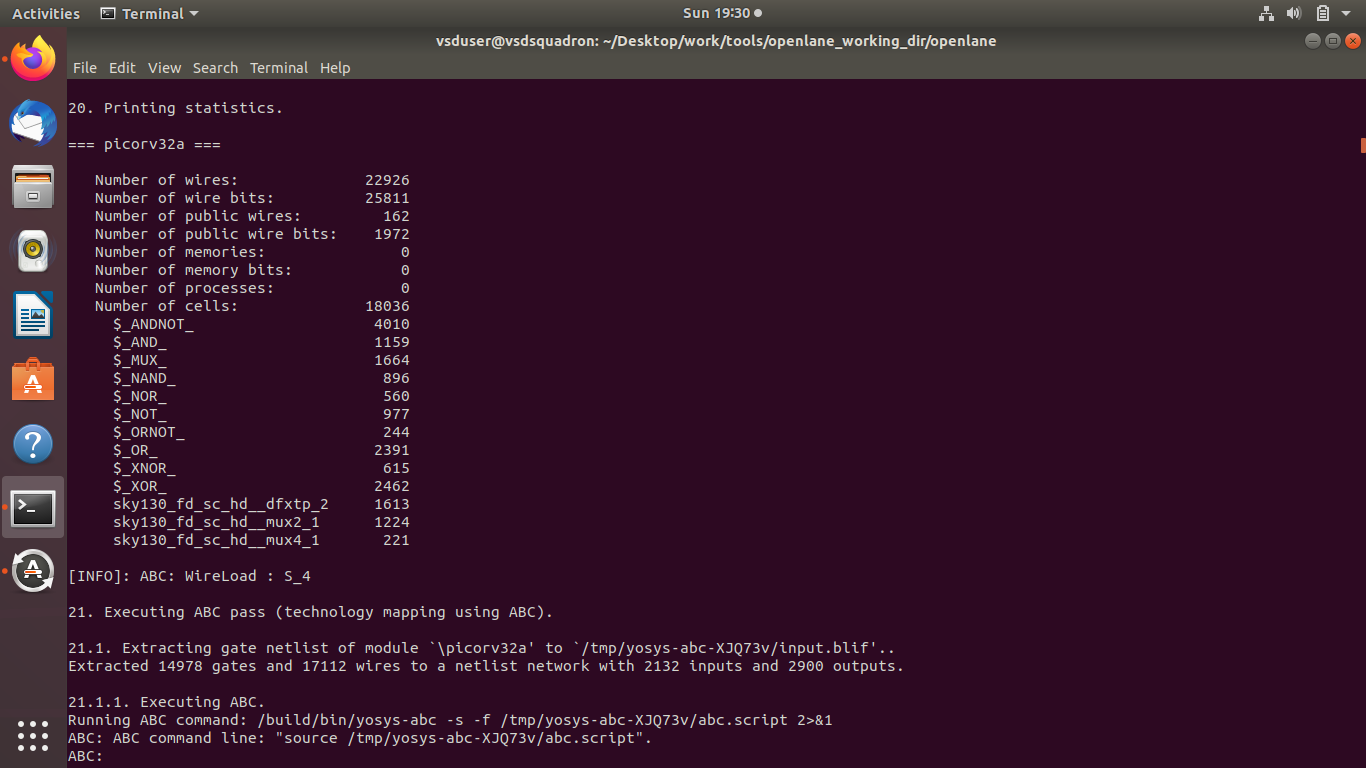 Activities Terminal Sun 19:30
vsduser@vsdsquadron: ~/Desktop/work/tools/openlane_working_dir/openlane
File Edit View Search Terminal Help
20. Printing statistics.
=== picorv32a ===
Number of wires: 22926
Number of wire bits: 25811
Number of public wires: 162
Number of public wire bits: 1972
Number of memories: 0
Number of memory bits: 0
Number of processes: 0
Number of cells: 18036
$_ANDNOT_ 4010
$_AND_ 1159
$_MUX_ 1664
$_NAND_ 896
$_NOR_ 560
$_NOT_ 977
$_ORNOT_ 244
$_OR_ 2391
$_XNOR_ 615
$_XOR_ 2462
sky130_fd_sc_hd__dfxtp_2 1613
sky130_fd_sc_hd__mux2_1 1224
sky130_fd_sc_hd__mux4_1 221
[INFO]: ABC: WireLoad : S_4
21. Executing ABC pass (technology mapping using ABC).
21.1. Extracting gate netlist of module `\picorv32a' to `/tmp/yosys-abc-XJQ73v/input.blif'..
Extracted 14978 gates and 17112 wires to a netlist network with 2132 inputs and 2900 outputs.
21.1.1. Executing ABC.
Running ABC command: /build/bin/yosys-abc -s -f /tmp/yosys-abc-XJQ73v/abc.script 2>&1
ABC: ABC command line: "source /tmp/yosys-abc-XJQ73v/abc.script".
ABC: